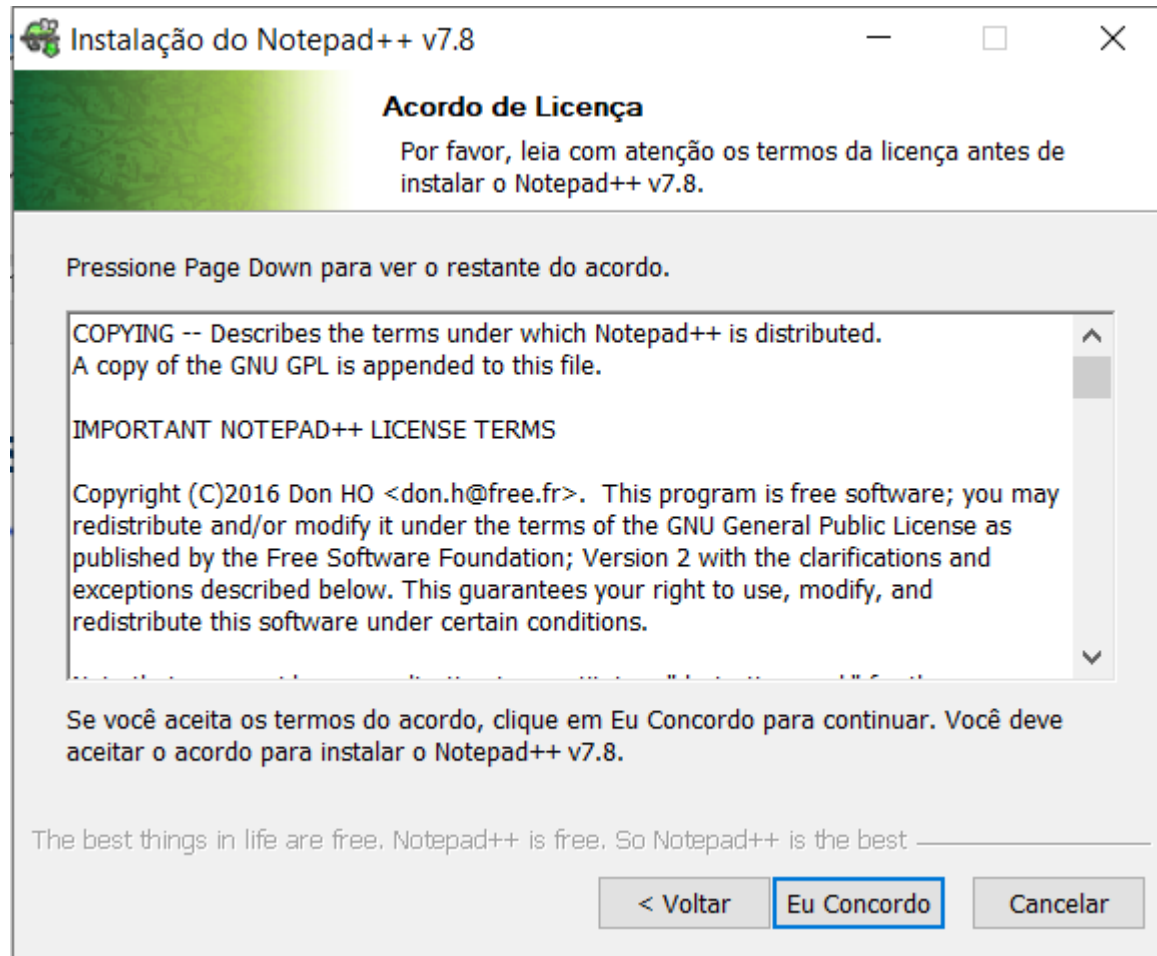 Instalação do Notepad++ v7.8
Acordo de Licença
Por favor, leia com atenção os termos da licença antes de
instalar o Notepad++ v7.8.
Pressione Page Down para ver o restante do acordo.
COPYING -- Describes the terms under which Notepad++ is distributed.
A copy of the GNU GPL is appended to this file.
IMPORTANT NOTEPAD++ LICENSE TERMS
Copyright (C)2016 Don HO <don.h@free.fr>.  This program is free software; you may
redistribute and/or modify it under the terms of the GNU General Public License as
published by the Free Software Foundation; Version 2 with the clarifications and
exceptions described below. This guarantees your right to use, modify, and
redistribute this software under certain conditions.
Se você aceita os termos do acordo, clique em Eu Concordo para continuar. Você deve
aceitar o acordo para instalar o Notepad++ v7.8.
The best things in life are free. Notepad++ is free. So Notepad++ is the best
< Voltar Eu Concordo Cancelar